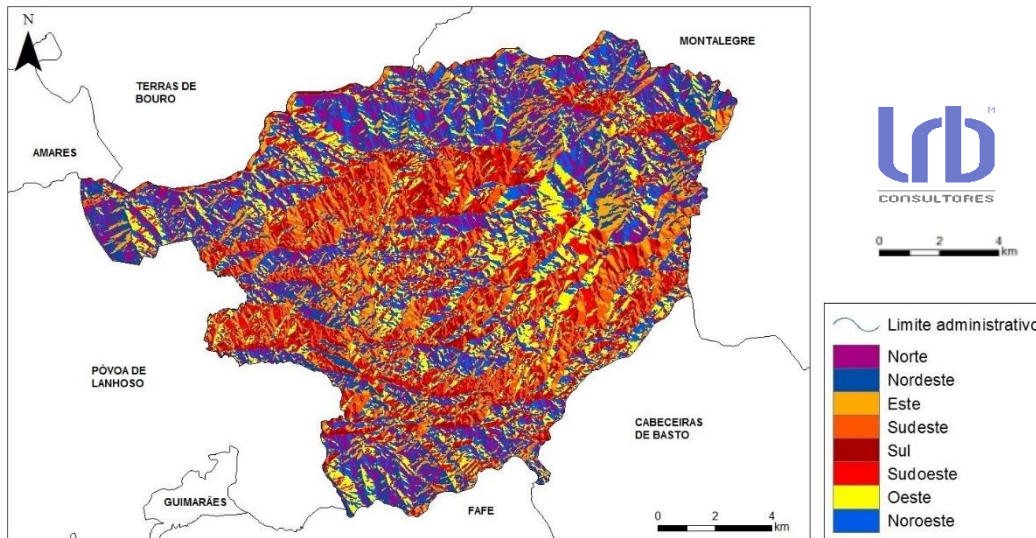 N
MONTALEGRE
TERRAS DE
BOURO
AMARES
PÓVOA DE
LANHOSO
CABECEIRAS
DE BASTO
GUIMARÃES
FAFE
0 2 4
km
lrb M
CONSULTORES
0 2 4
km
Limite administrativo
Norte
Nordeste
Este
Sudeste
Sul
Sudoeste
Oeste
Noroeste